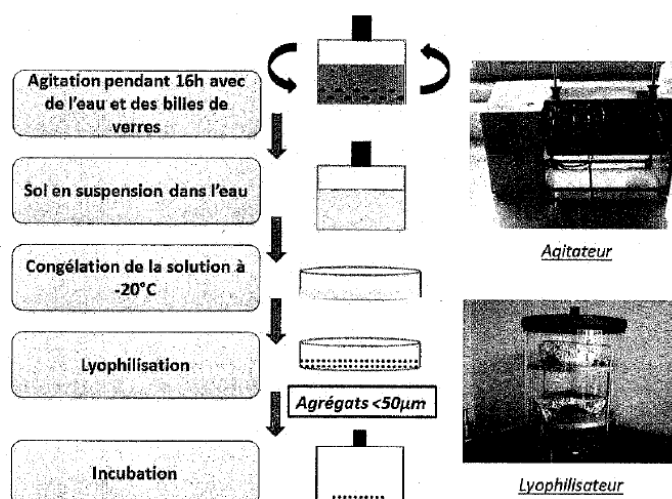 Agitation pendant 16h avec
de l'eau et des billes de
verres
Sol en suspension dans l'eau
Congélation de la solution à
-20°C
Lyophilisation
Agrégats <50µm
Incubation
Agitateur
Lyophilisateur